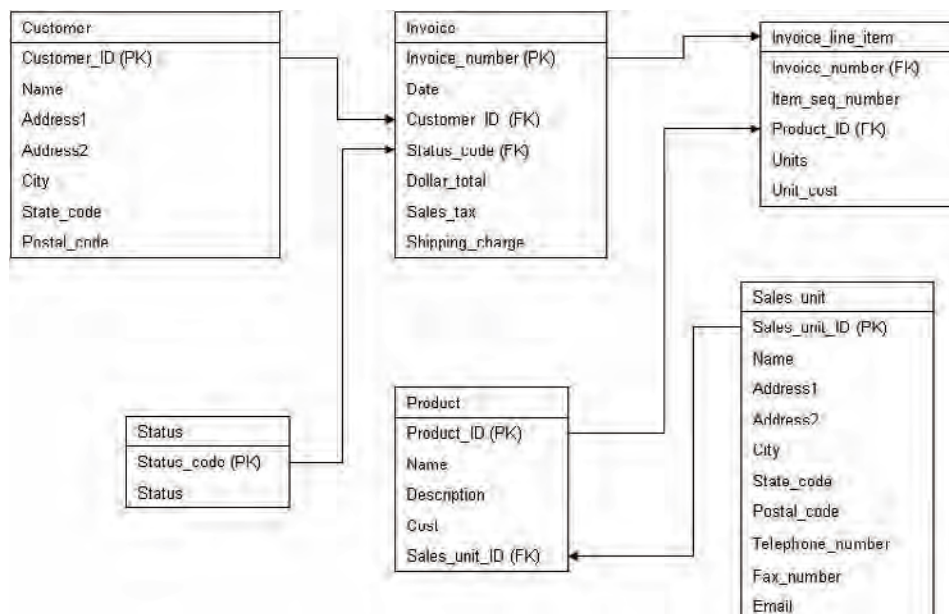 Customer
Customer_ID (PK)
Name
Address1
Address2
City
State_code
Postal_code
Invoice
Invoice_number (PK)
Date
Customer_ID (FK)
Status_code (FK)
Dollar_total
Sales_tax
Shipping_charge
Invoice_line_item
Invoice_number (FK)
Item_seq_number
Product_ID (FK)
Units
Unit_cost
Status
Status_code (PK)
Status
Product
Product_ID (PK)
Name
Description
Cost
Sales_unit_ID (FK)
Sales_unit
Sales_unit_ID (PK)
Name
Address1
Address2
City
State_code
Postal_code
Telephone_number
Fax_number
Email